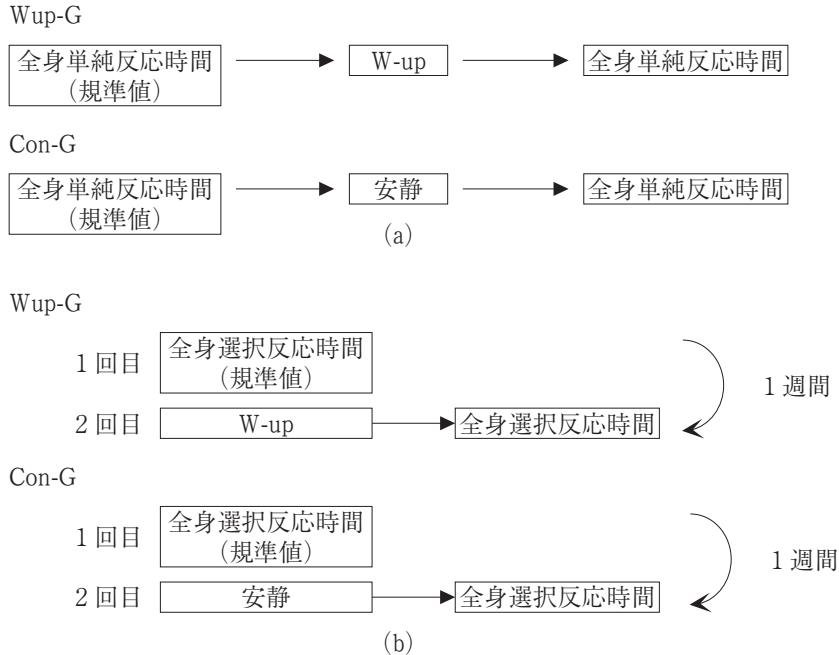 Wup-G
全身単純反応時間
（規準値）
W-up
全身単純反応時間
Con-G
全身単純反応時間
（規準値）
安静
全身単純反応時間
(a)
Wup-G
1回目
全身選択反応時間
（規準値）
1週間
2回目
W-up
全身選択反応時間
Con-G
1回目
全身選択反応時間
（規準値）
1週間
2回目
安静
全身選択反応時間
(b)